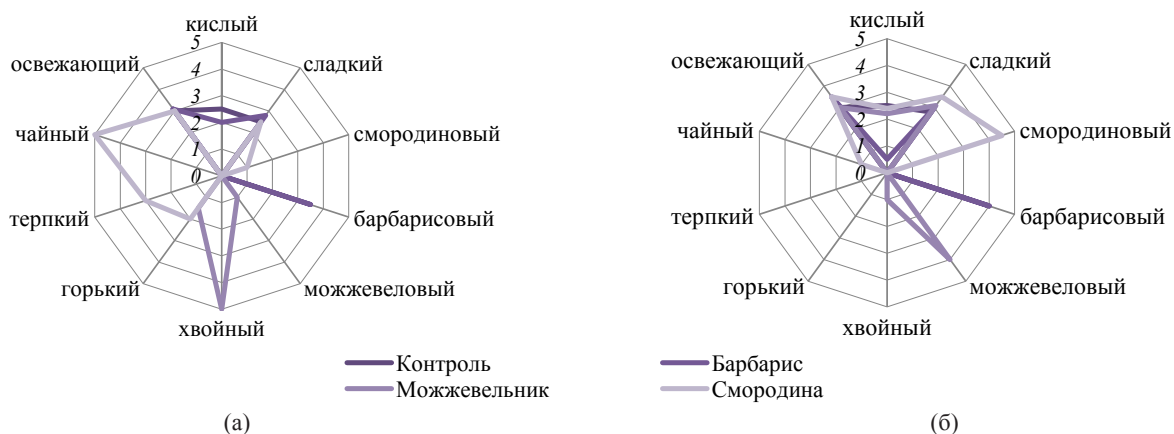 кислый
5
4
3
2
1
0
сладкий
смородиновый
барбарисовый
можжевеловый
хвойный
горький
терпкий
чайный
освежающий
кислый
5
4
3
2
1
0
сладкий
смородиновый
барбарисовый
можжевеловый
хвойный
горький
терпкий
чайный
освежающий
Контроль
Барбарис
Можжевельник
Смородина
(а)
(б)